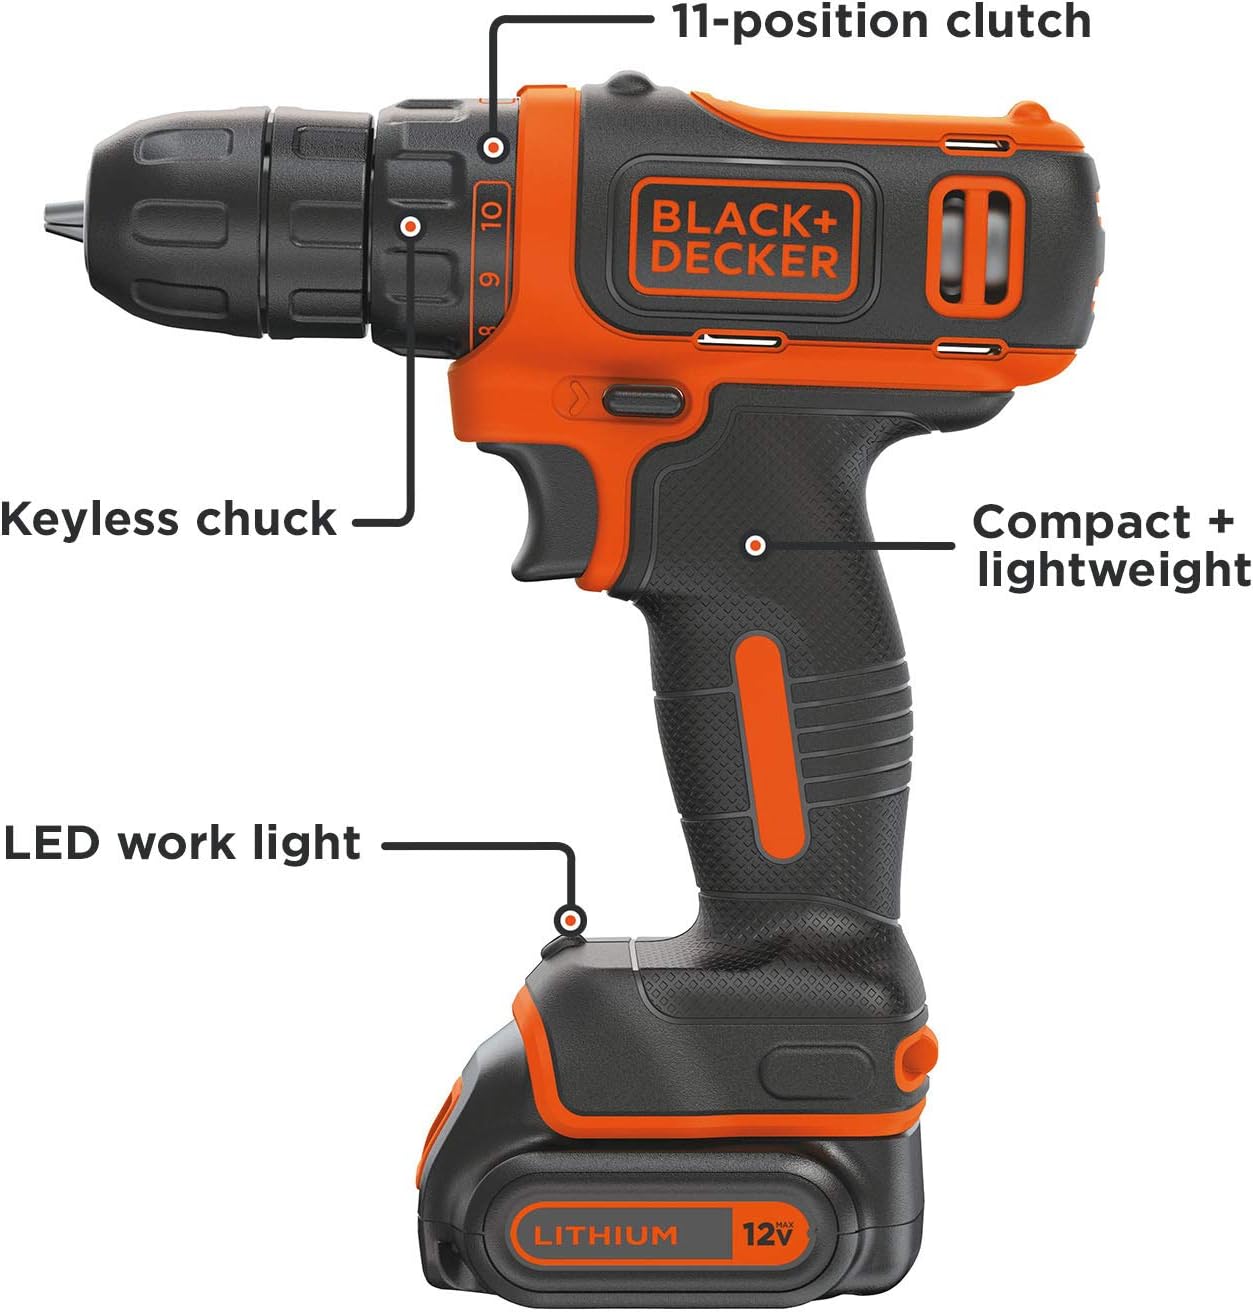 11-position clutch
10
9
8
BLACK+
DECKER
Keyless chuck
Compact +
lightweight
LED work light
LITHIUM
12V MAX